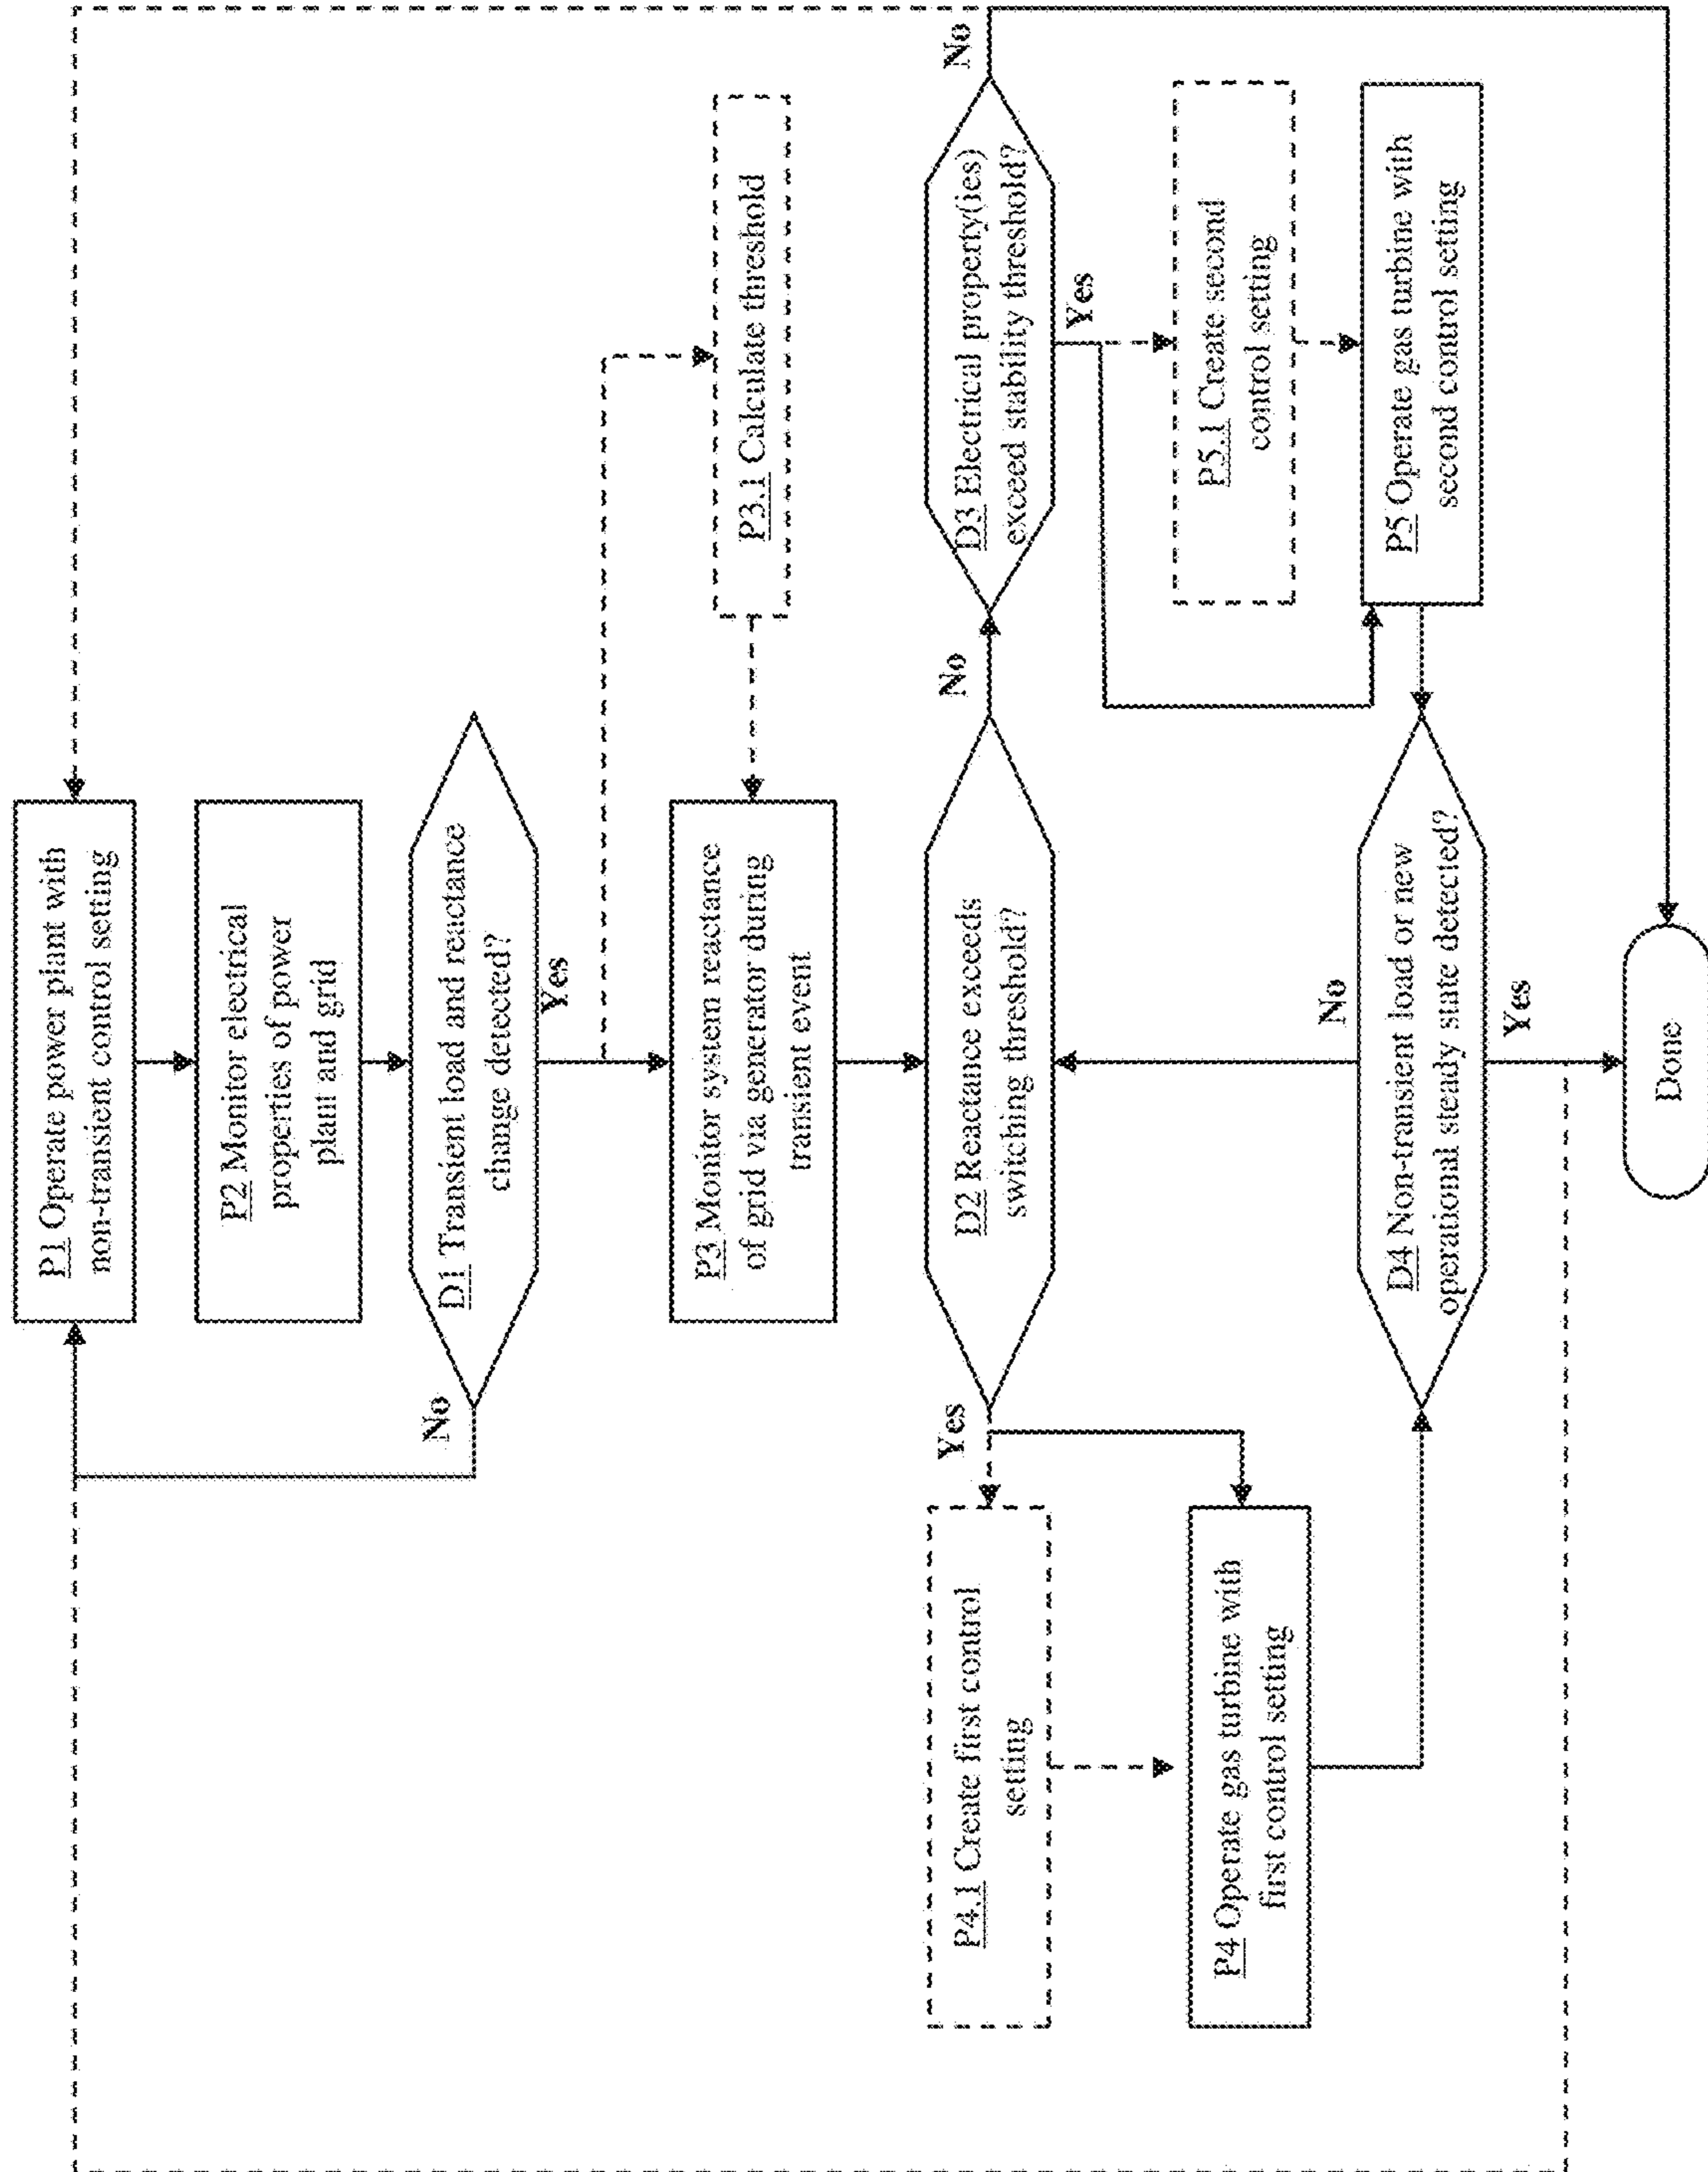 P1 Operate power plant with
non-transient control setting
P2 Monitor electrical
properties of power
plant and grid
D1 Transient load and reactance
change detected?
No
Yes
P3 Monitor system reactance
of grid via generator during
transient event
P3.1 Calculate threshold
D2 Reactance exceeds
switching threshold?
Yes
No
D3 Electrical property(ies)
exceed stability threshold?
No
Yes
P4.1 Create first control
setting
P5.1 Create second
control setting
P4 Operate gas turbine with
first control setting
P5 Operate gas turbine with
second control setting
No
D4 Non-transient load or new
operational steady state detected?
Yes
Done